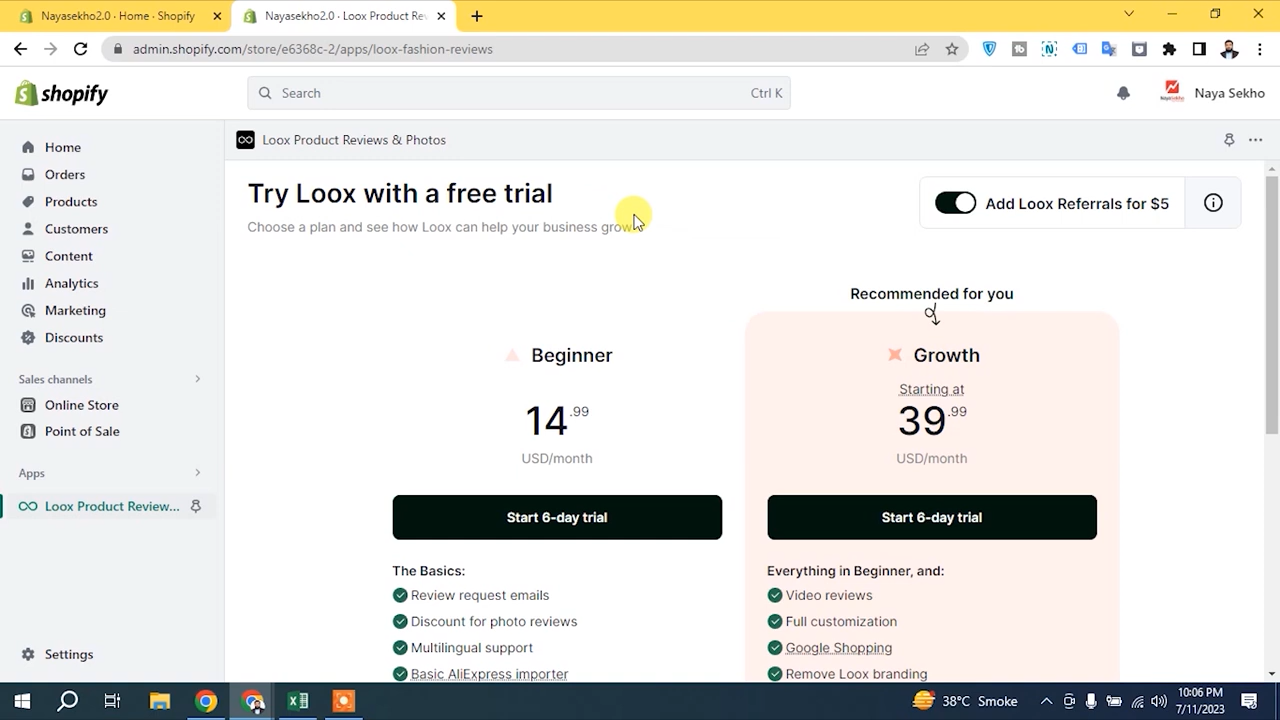 Nayasekho2.0 · Home · Shopify
Nayasekho2.0 · Loox Product Re
admin.shopify.com/store/e6368c-2/apps/loox-fashion-reviews
shopify
Search
Ctrl K
Naya Sekho
Home
Orders
Products
Customers
Content
Analytics
Marketing
Discounts
Sales channels
Online Store
Point of Sale
Apps
Loox Product Review...
Settings
Loox Product Reviews & Photos
Try Loox with a free trial
Choose a plan and see how Loox can help your business grow
Add Loox Referrals for $5
Recommended for you
Beginner
14.99
USD/month
Start 6-day trial
The Basics:
Review request emails
Discount for photo reviews
Multilingual support
Basic AliExpress importer
Growth
Starting at
39.99
USD/month
Start 6-day trial
Everything in Beginner, and:
Video reviews
Full customization
Google Shopping
Remove Loox branding
38°C Smoke
10:06 PM
7/11/2023